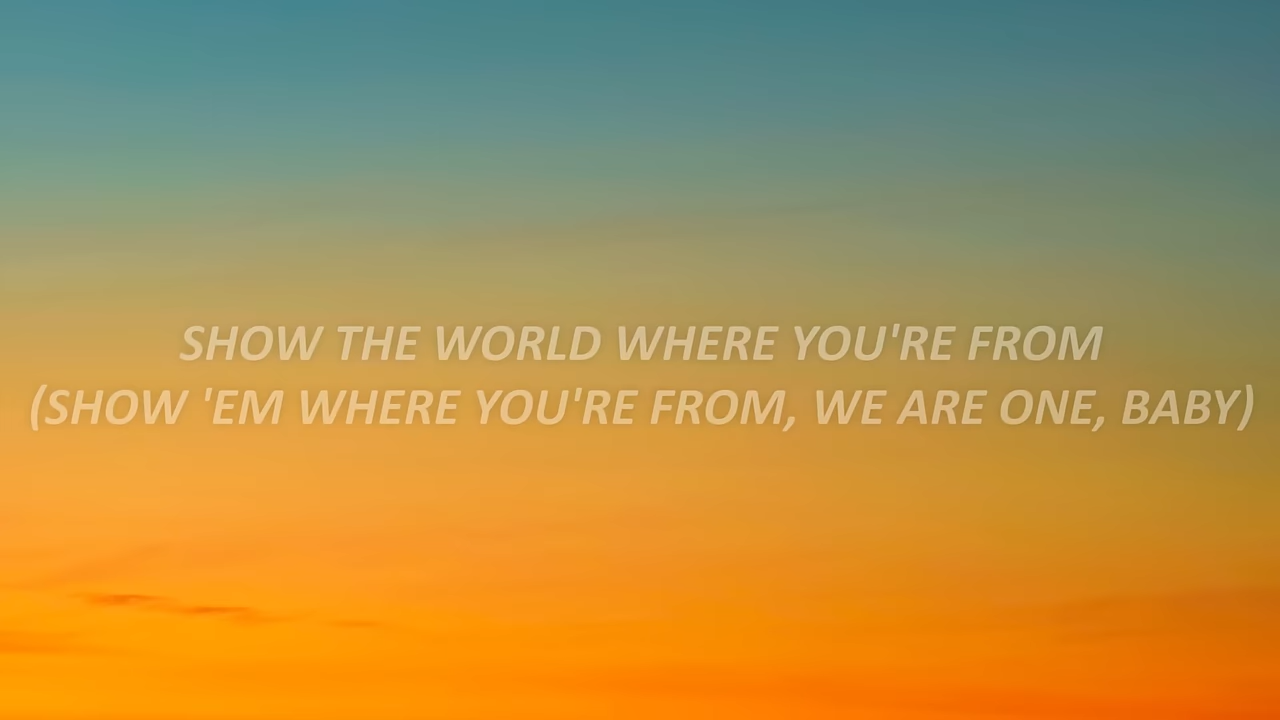 SHOW THE WORLD WHERE YOU'RE FROM
(SHOW 'EM WHERE YOU'RE FROM, WE ARE ONE, BABY)